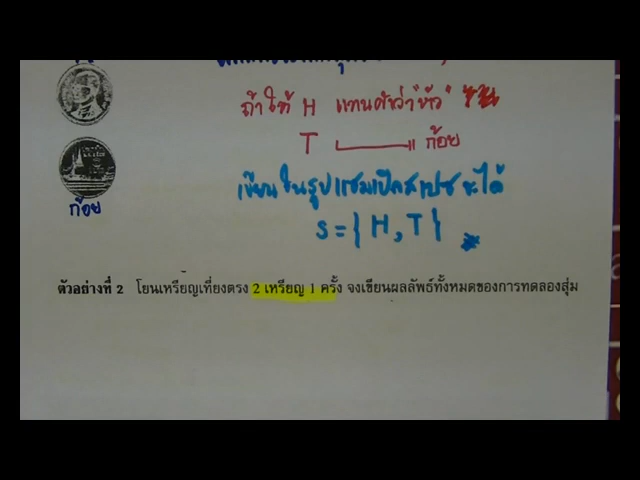 ถ้าให้ H แทนคำว่า "หัว"
T ก้อย
ก้อย
เขียนในรูปแซมเปิลสเปซ จะได้
S = { H , T }
ตัวอย่างที่ 2 โยนเหรียญเที่ยงตรง 2 เหรียญ 1 ครั้ง จงเขียนผลลัพธ์ทั้งหมดของการทดลองสุ่ม